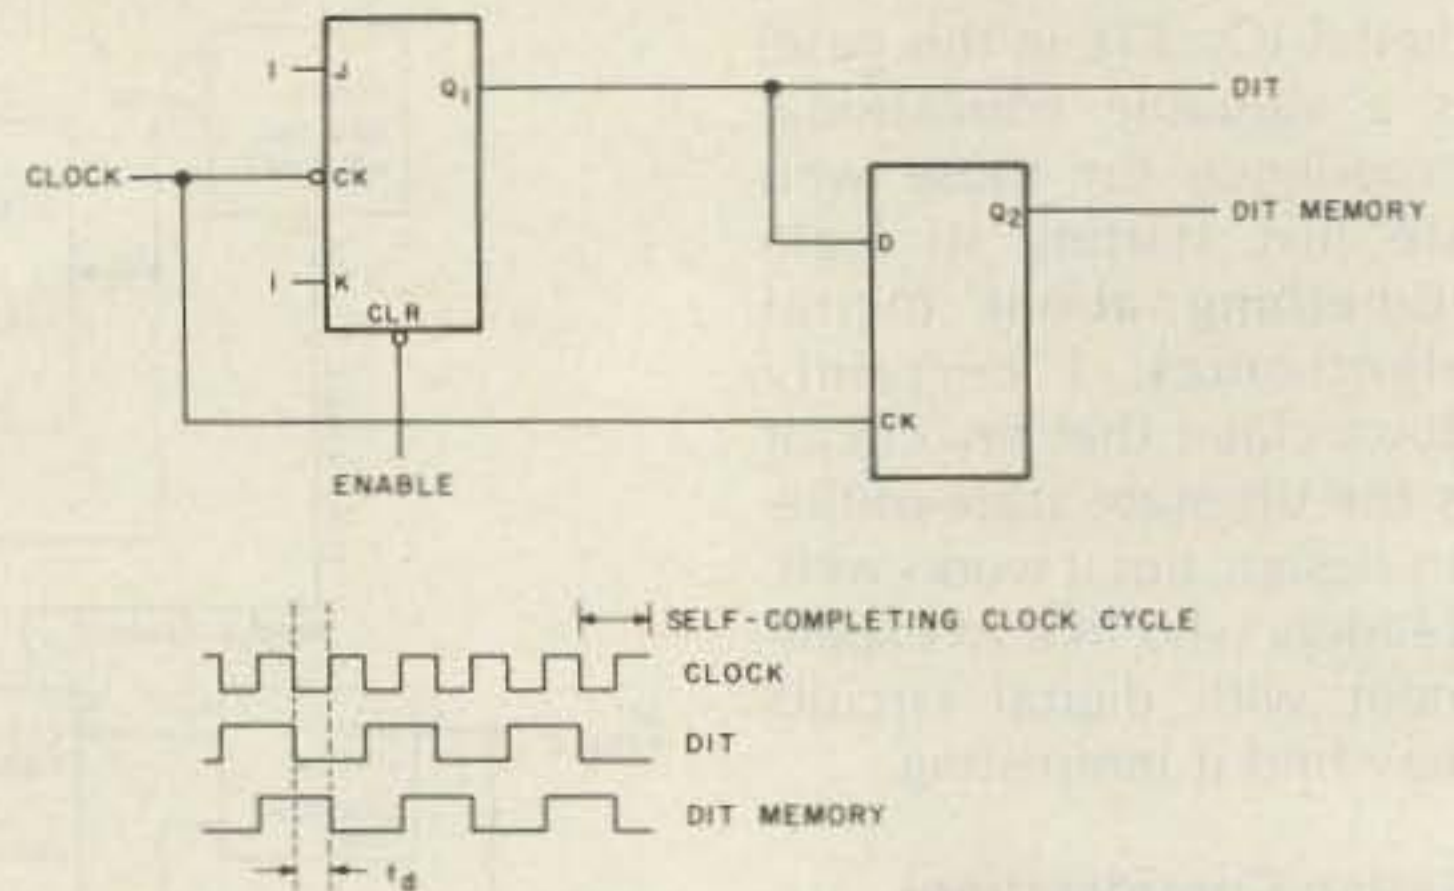 1 J
Q1
DIT
CLOCK
CK
D
Q2
DIT MEMORY
1 K
CLR
CK
ENABLE
SELF-COMPLETING CLOCK CYCLE
CLOCK
DIT
DIT MEMORY
td